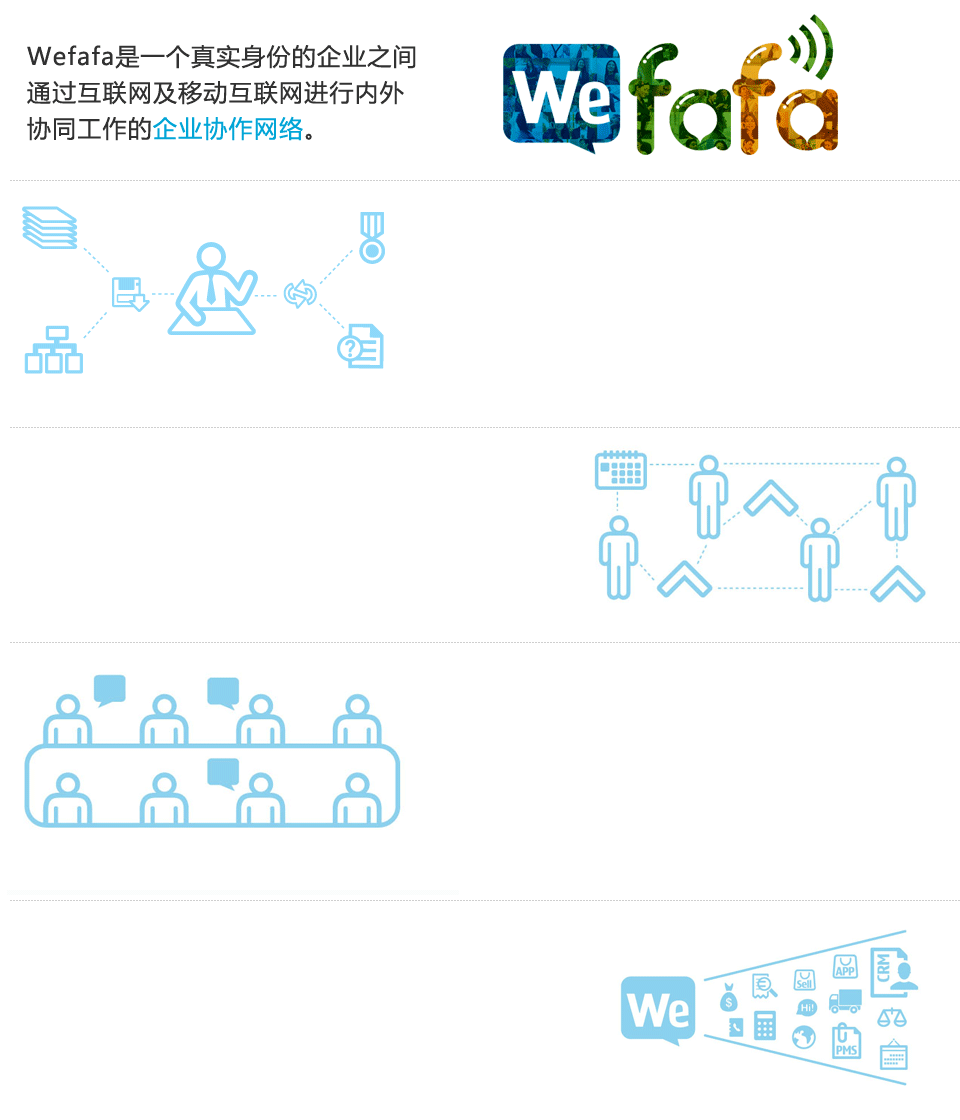 Wefafa是一个真实身份的企业之间
通过互联网及移动互联网进行内外
协同工作的企业协作网络。
Wefafa
?
We
$
€
Sell
APP
CRM
Hi!
PMS